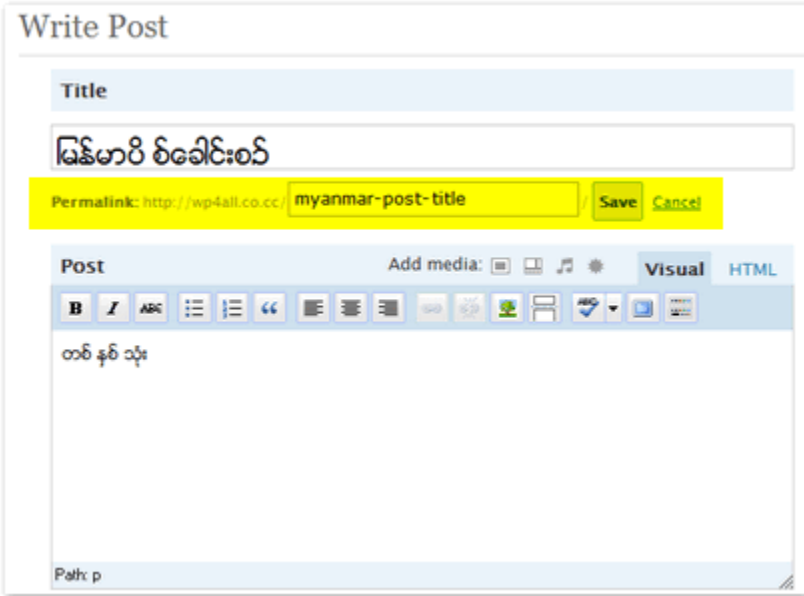 Write Post
Title
မြန်မာပိ စ်ခေါင်းစဉ်
Permalink: http://wp4all.co.cc/ myanmar-post-title / Save Cancel
Post Add media: Visual HTML
B I ABC ABC
တစ် နှစ် သုံး
Path: p